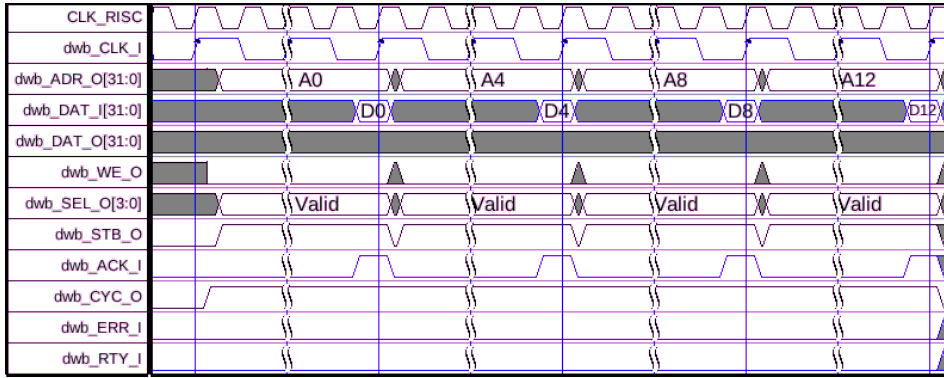 CLK_RISC
dwb_CLK_I
dwb_ADR_O[31:0] A0 A4 A8 A12
dwb_DAT_I[31:0] D0 D4 D8 D12
dwb_DAT_O[31:0]
dwb_WE_O
dwb_SEL_O[3:0] Valid Valid Valid Valid
dwb_STB_O
dwb_ACK_I
dwb_CYC_O
dwb_ERR_I
dwb_RTY_I